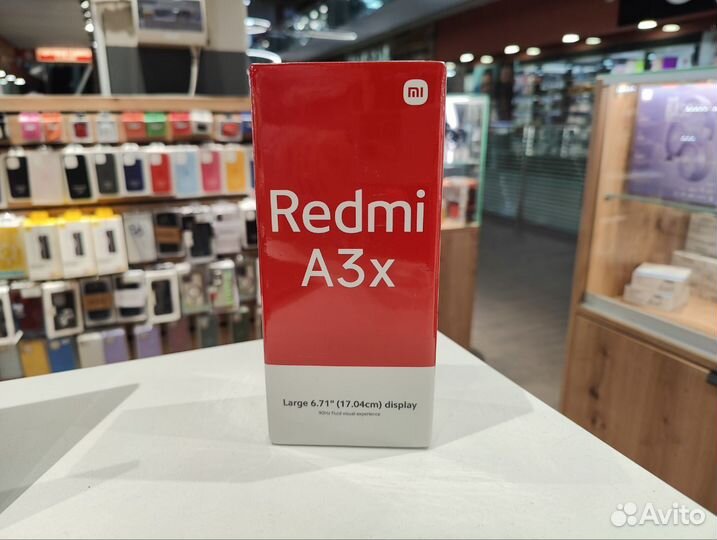 mi
Redmi
A3x
Large 6.71" (17.04cm) display
90Hz fluid visual experience
Avito